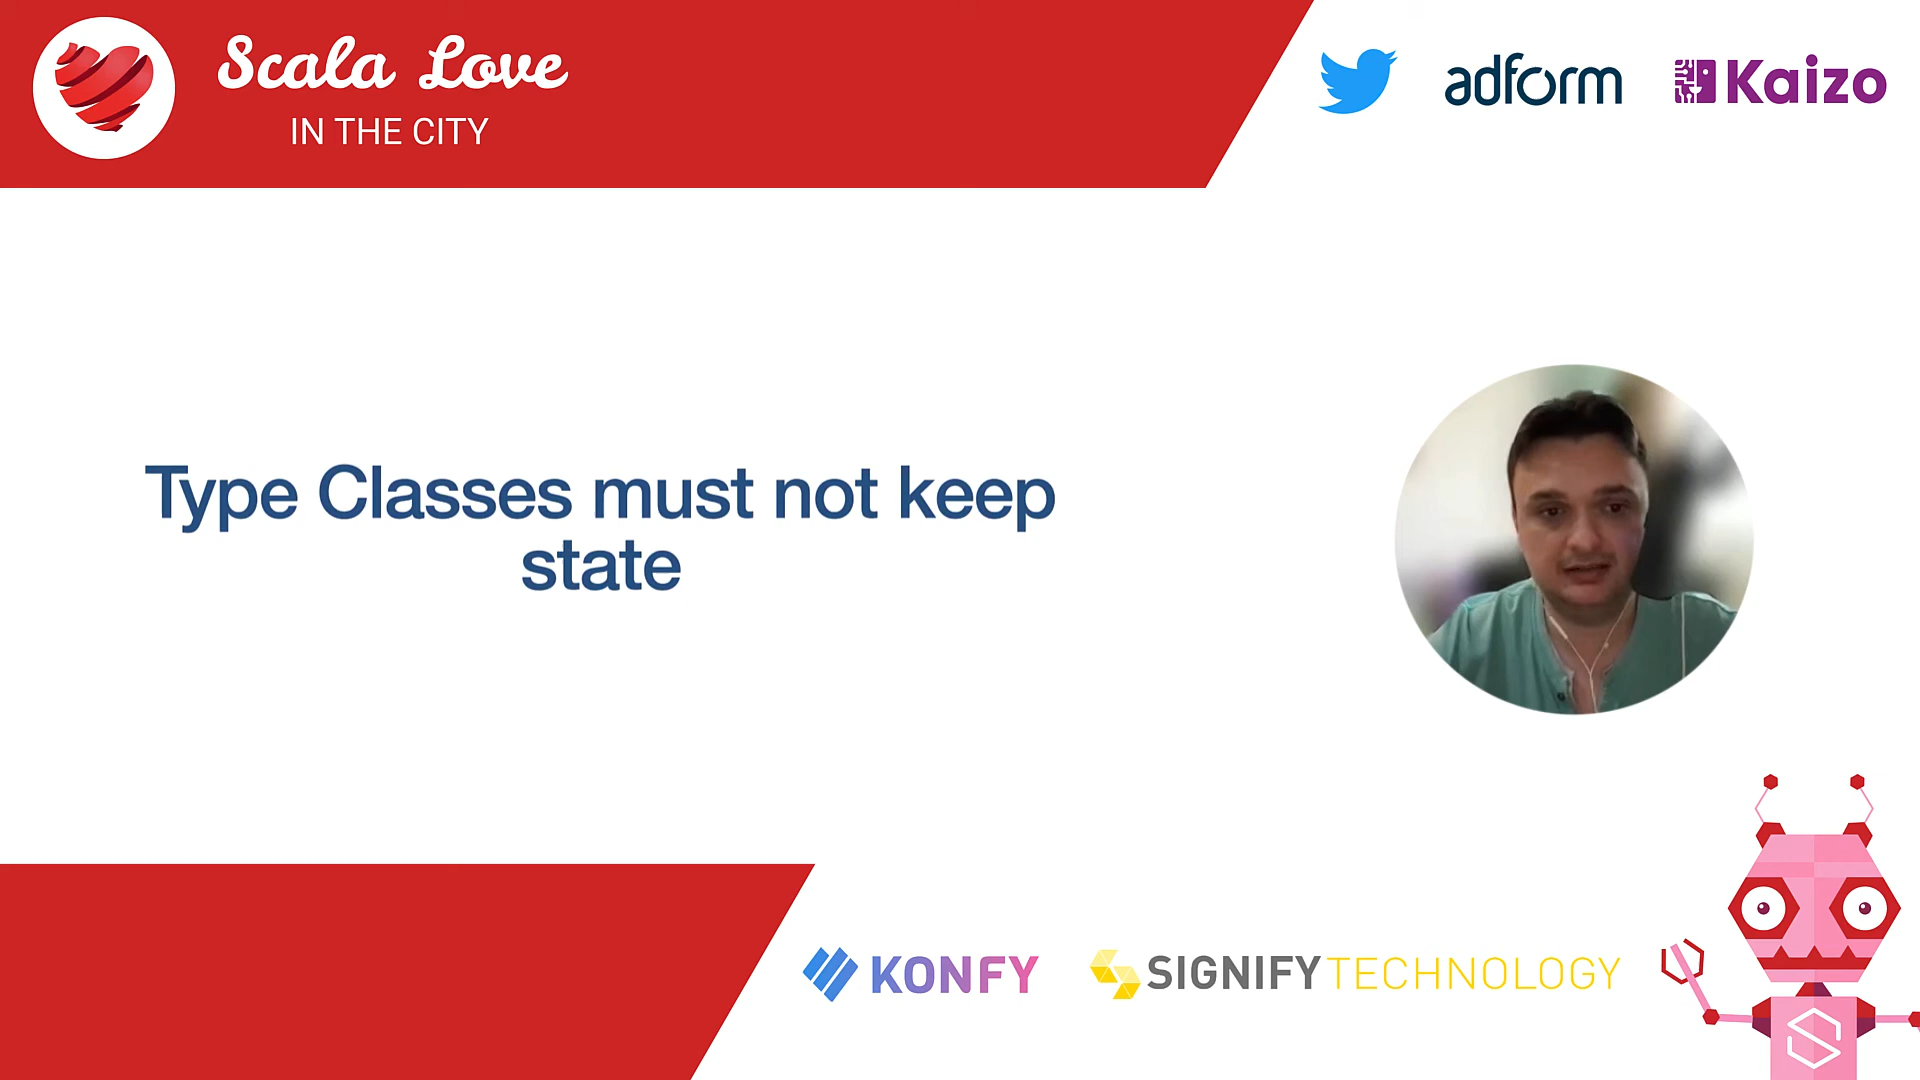 Scala Love
IN THE CITY
adform
Kaizo
Type Classes must not keep
state
KONFY
SIGNIFY TECHNOLOGY